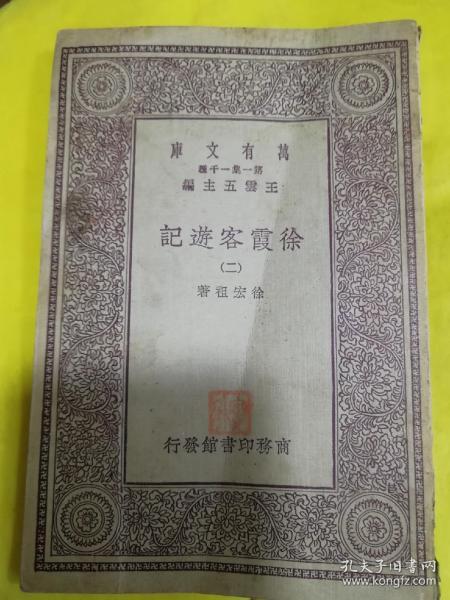 萬有文庫
第一集一千種
王雲五主編
徐霞客遊記
(二)
徐宏祖著
商務印書館發行
孔夫子旧书网
www.kongfz.com